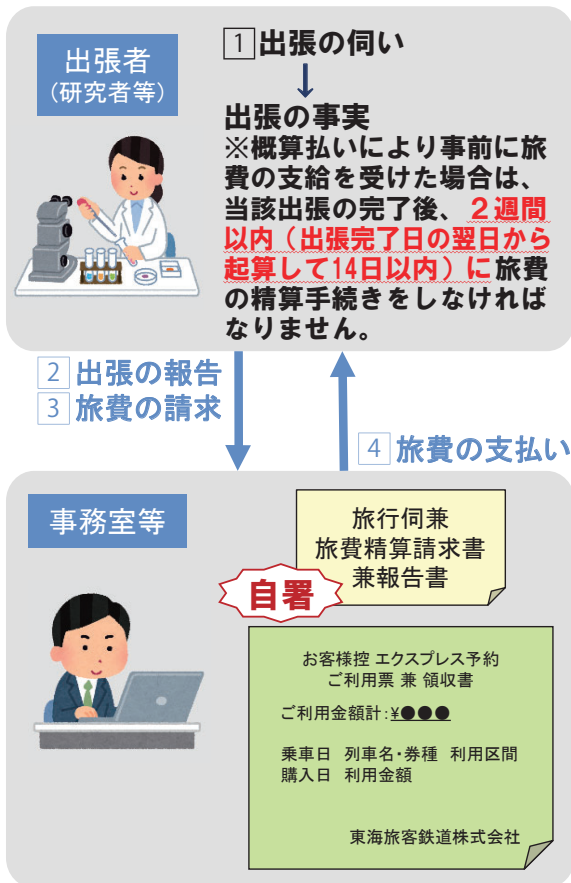 出張者
(研究者等)
1 出張の伺い
出張の事実
※概算払いにより事前に旅
費の支給を受けた場合は、
当該出張の完了後、２週間
以内（出張完了日の翌日から
起算して14日以内）に旅費
の精算手続きをしなければ
なりません。
2 出張の報告
3 旅費の請求
4 旅費の支払い
事務室等
旅行伺兼
旅費精算請求書
兼報告書
自署
お客様控 エクスプレス予約
ご利用票 兼 領収書
ご利用金額計:¥●●●
乗車日 列車名・券種 利用区間
購入日 利用金額
東海旅客鉄道株式会社